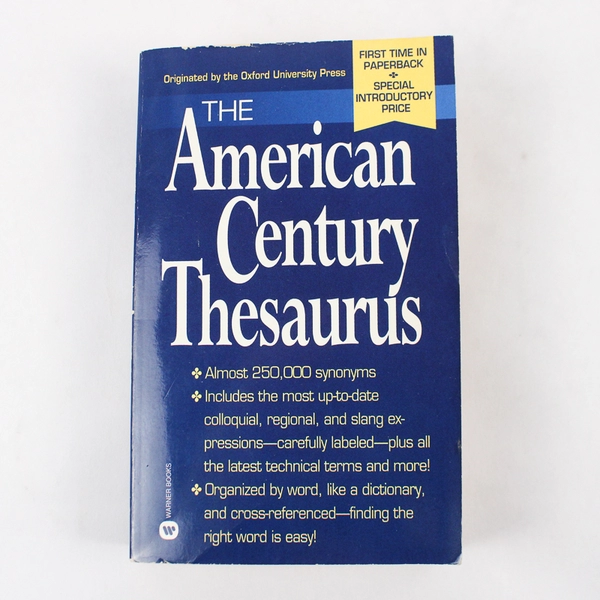 Originated by the Oxford University Press
FIRST TIME IN
PAPERBACK
SPECIAL
INTRODUCTORY
PRICE
THE
American
Century
Thesaurus
Almost 250,000 synonyms
Includes the most up-to-date
colloquial, regional, and slang ex-
pressions—carefully labeled—plus all
the latest technical terms and more!
Organized by word, like a dictionary,
and cross-referenced—finding the
right word is easy!
WARNER BOOKS